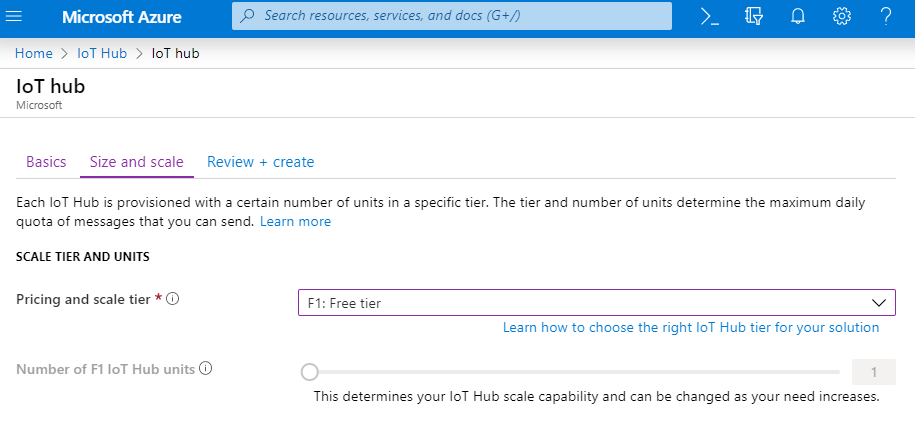 Microsoft Azure
Search resources, services, and docs (G+/)
Home > IoT Hub > IoT hub
IoT hub
Microsoft
Basics Size and scale Review + create
Each IoT Hub is provisioned with a certain number of units in a specific tier. The tier and number of units determine the maximum daily
quota of messages that you can send. Learn more
SCALE TIER AND UNITS
Pricing and scale tier *
F1: Free tier
Learn how to choose the right IoT Hub tier for your solution
Number of F1 IoT Hub units
1
This determines your IoT Hub scale capability and can be changed as your need increases.